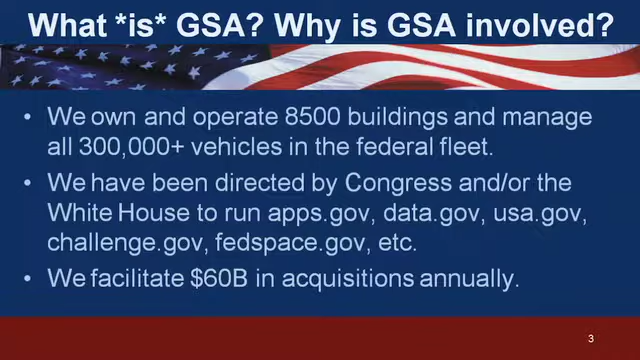 What *is* GSA? Why is GSA involved?
• We own and operate 8500 buildings and manage
all 300,000+ vehicles in the federal fleet.
• We have been directed by Congress and/or the
White House to run apps.gov, data.gov, usa.gov,
challenge.gov, fedspace.gov, etc.
• We facilitate $60B in acquisitions annually.
3